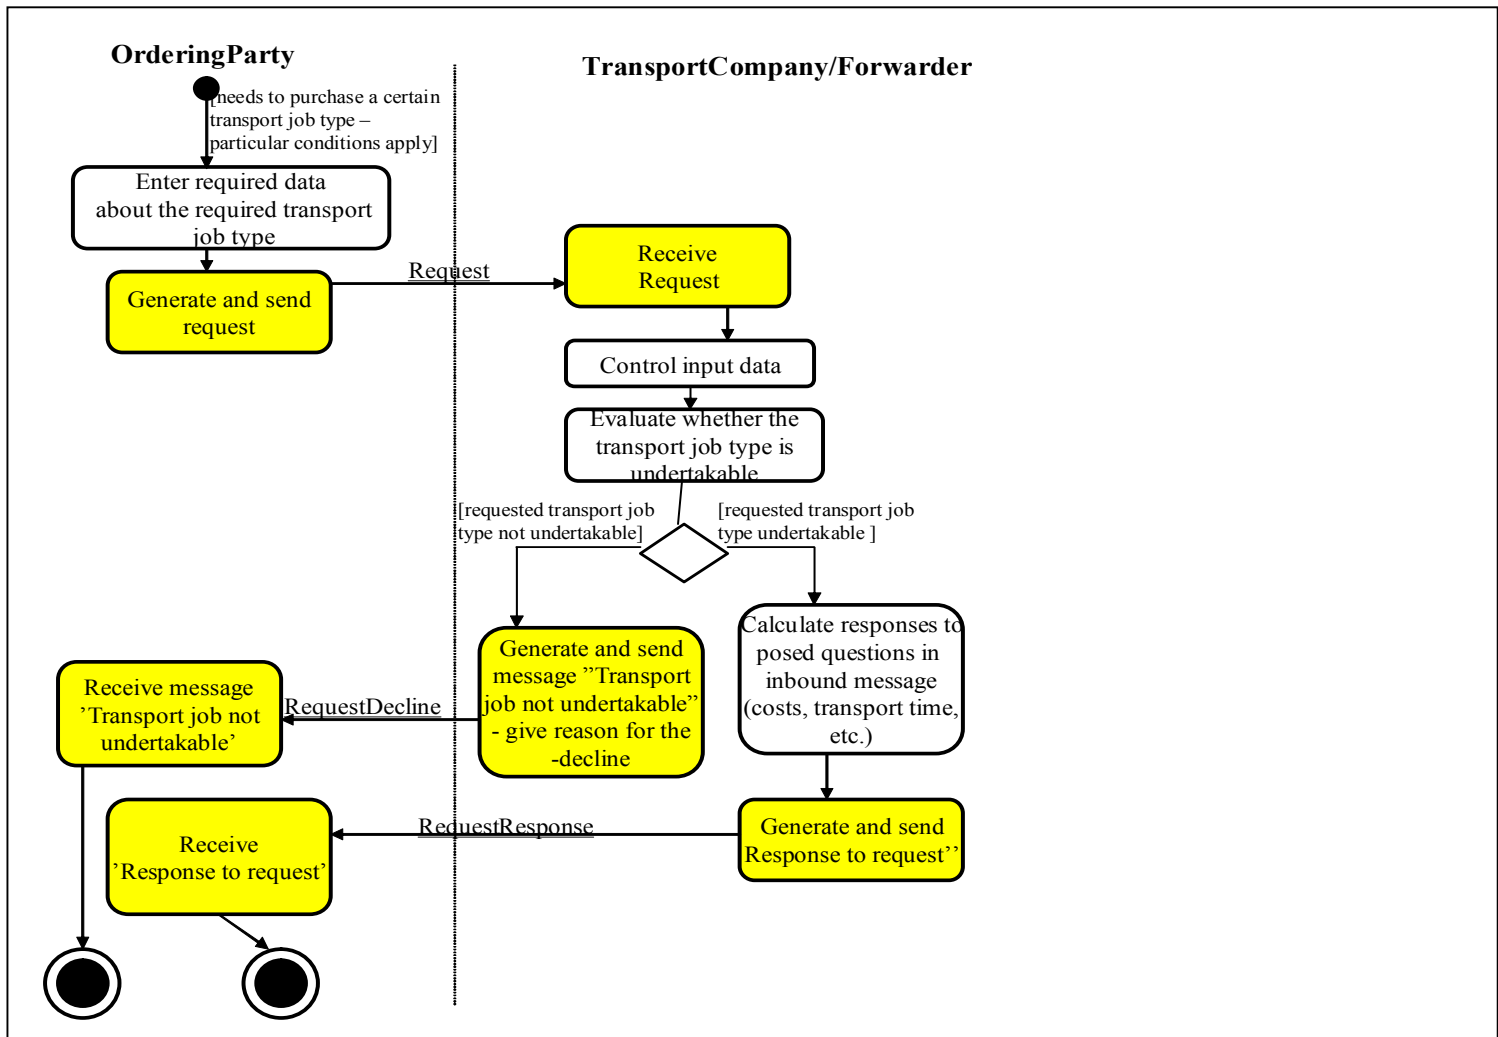 OrderingParty
TransportCompany/Forwarder
[needs to purchase a certain
transport job type –
particular conditions apply]
Enter required data
about the required transport
job type
Generate and send
request
Request
Receive
Request
Control input data
Evaluate whether the
transport job type is
undertakable
[requested transport job
type not undertakable]
[requested transport job
type undertakable ]
Generate and send
message ”Transport
job not undertakable”
- give reason for the
-decline
Calculate responses to
posed questions in
inbound message
(costs, transport time,
etc.)
RequestDecline
Receive message
’Transport job not
undertakable’
Generate and send
Response to request’’
RequestResponse
Receive
’Response to request’